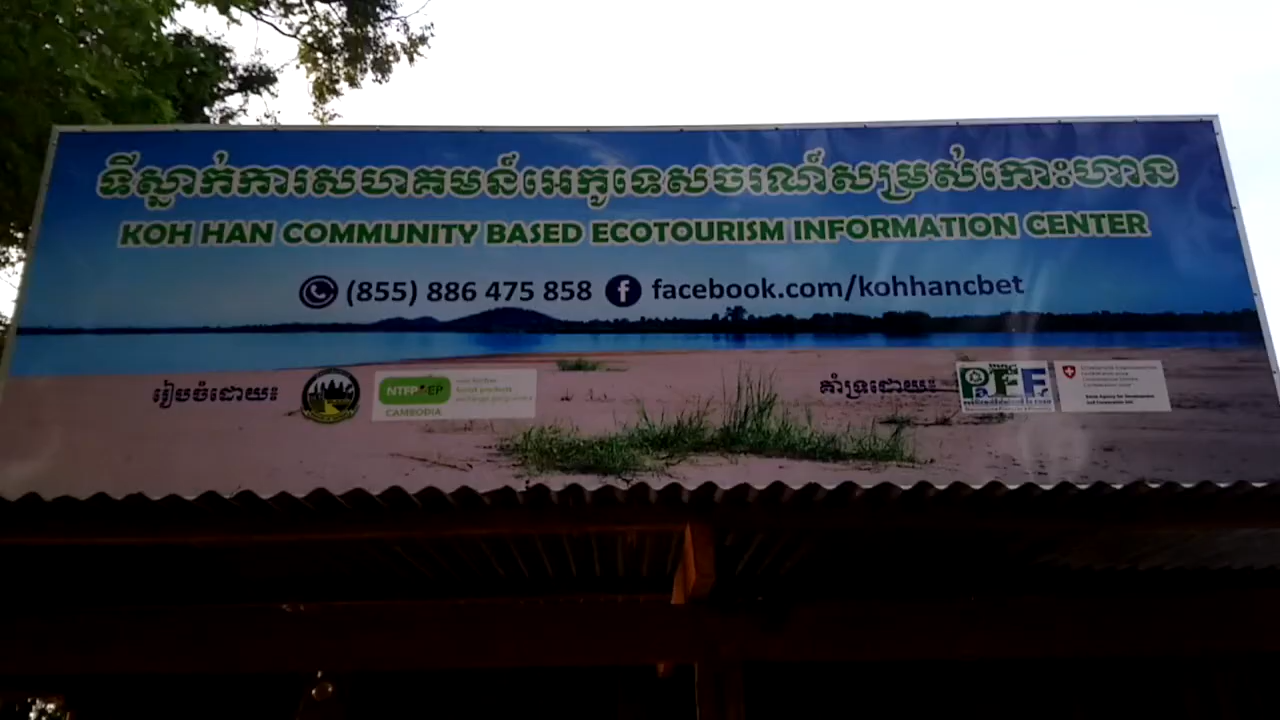 ទីស្នាក់ការសហគមន៍អេកូទេសចរណ៍សម្រស់កោះហាន
KOH HAN COMMUNITY BASED ECOTOURISM INFORMATION CENTER
(855) 886 475 858 facebook.com/kohhancbet
រៀបចំដោយ៖ NTFP EP CAMBODIA
គាំទ្រដោយ៖ PEF